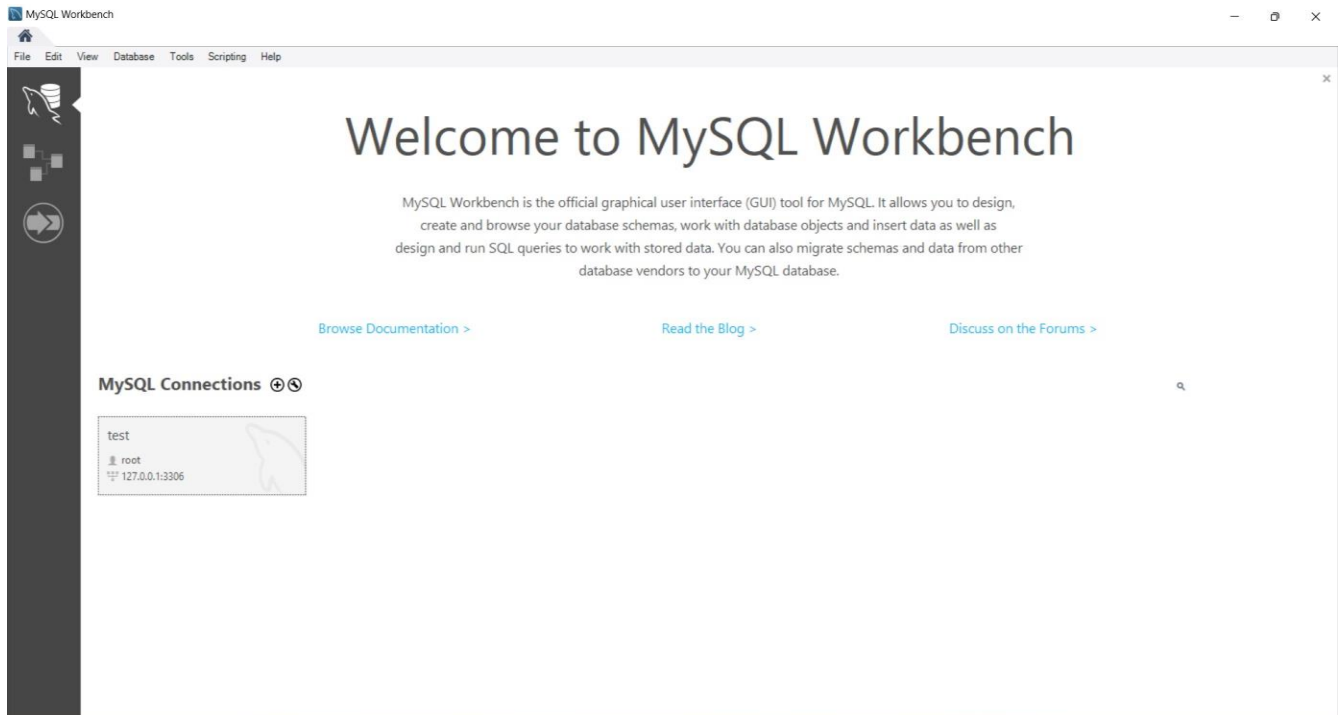 MySQL Workbench
File Edit View Database Tools Scripting Help
Welcome to MySQL Workbench
MySQL Workbench is the official graphical user interface (GUI) tool for MySQL. It allows you to design,
create and browse your database schemas, work with database objects and insert data as well as
design and run SQL queries to work with stored data. You can also migrate schemas and data from other
database vendors to your MySQL database.
Browse Documentation > Read the Blog > Discuss on the Forums >
MySQL Connections
test
root
127.0.0.1:3306